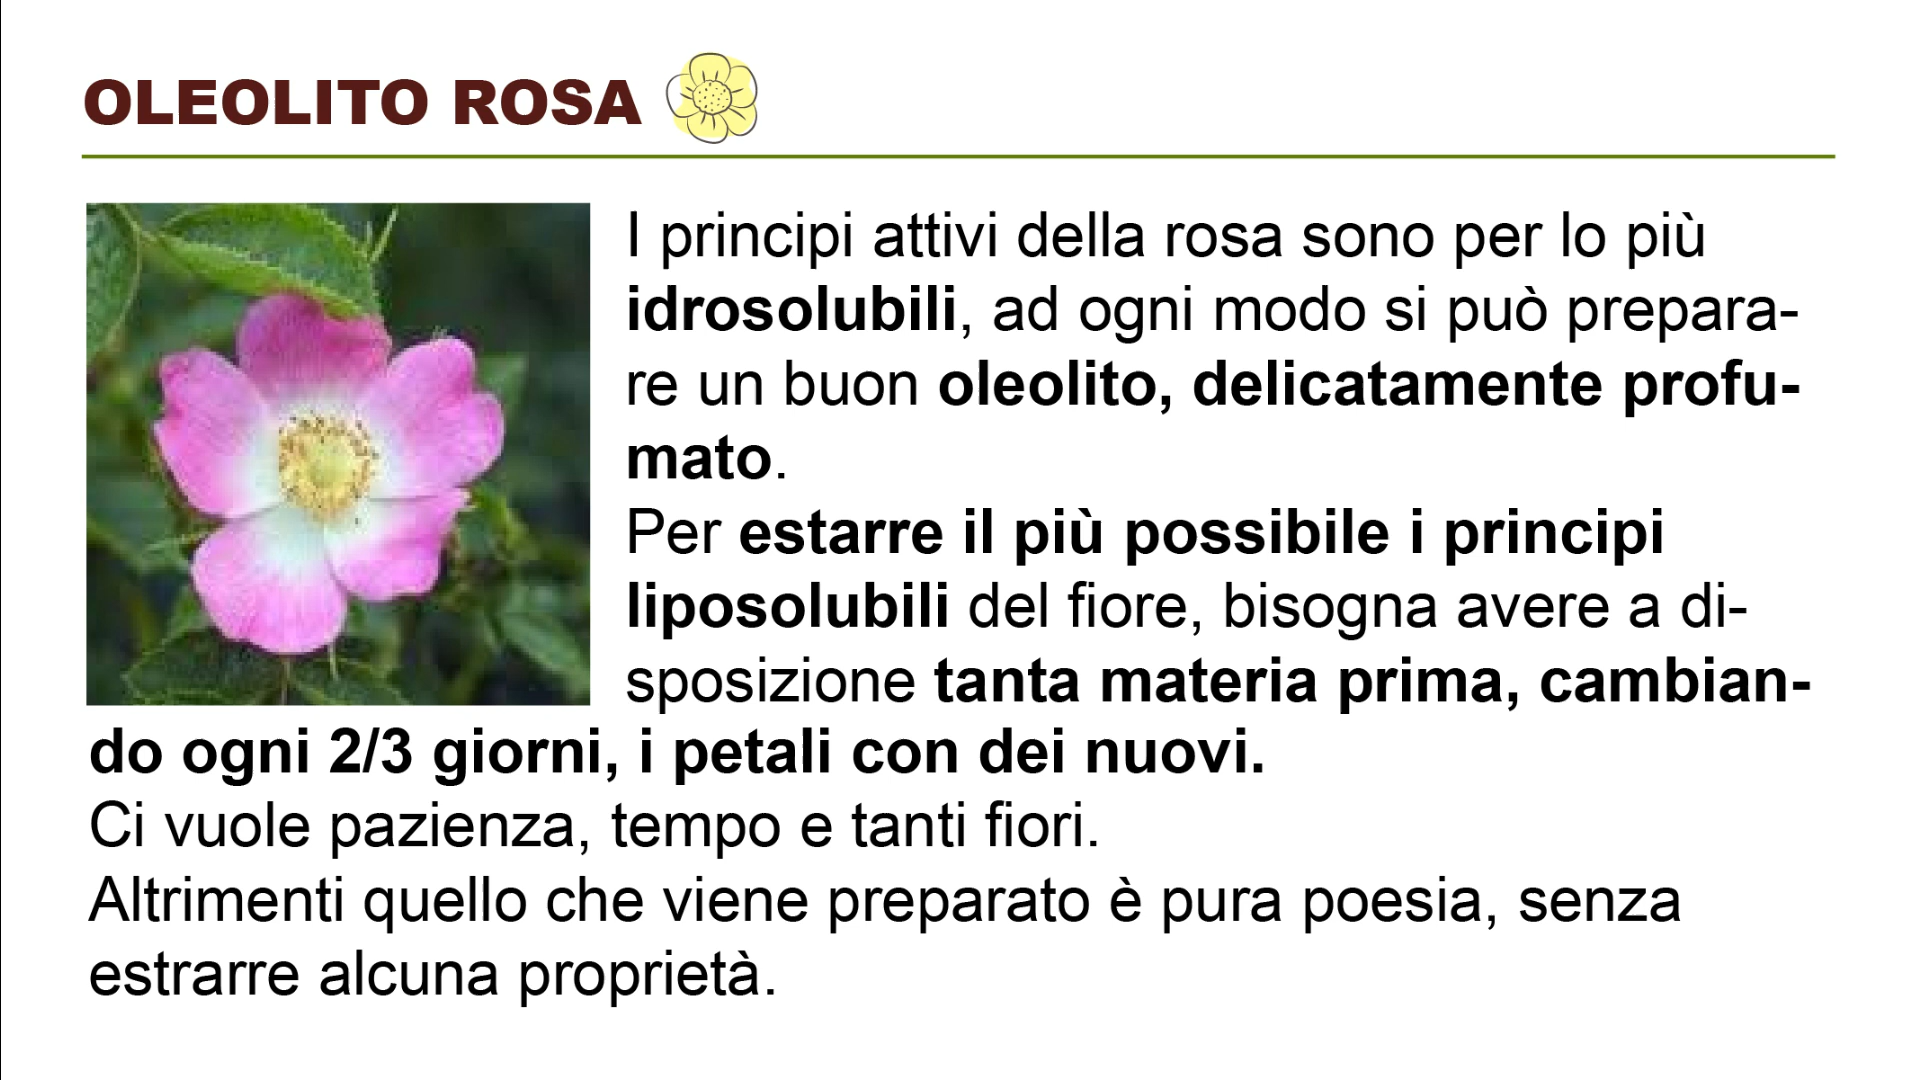 OLEOLITO ROSA
I principi attivi della rosa sono per lo più
idrosolubili, ad ogni modo si può prepara-
re un buon oleolito, delicatamente profu-
mato.
Per estarre il più possibile i principi
liposolubili del fiore, bisogna avere a di-
sposizione tanta materia prima, cambian-
do ogni 2/3 giorni, i petali con dei nuovi.
Ci vuole pazienza, tempo e tanti fiori.
Altrimenti quello che viene preparato è pura poesia, senza
estrarre alcuna proprietà.